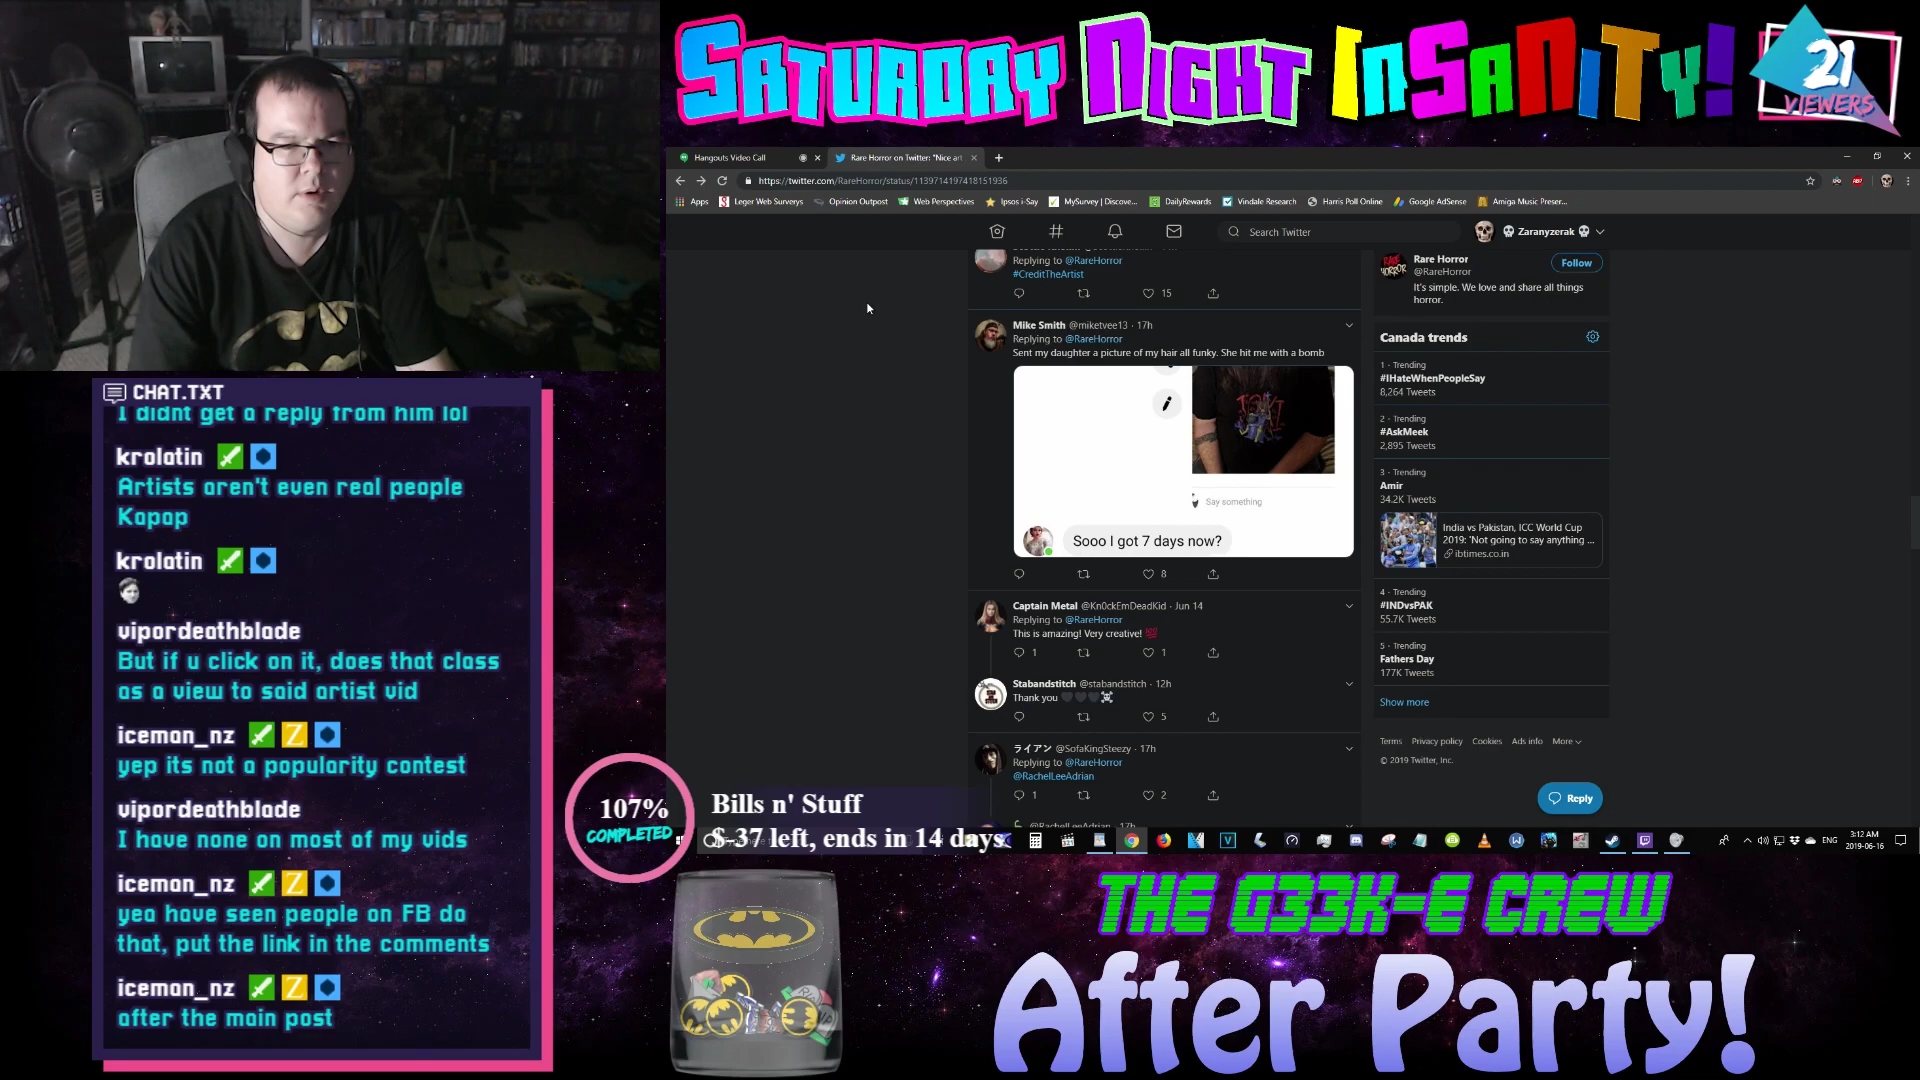 SATURDAY NIGHT INSANITY!
21
VIEWERS
Hangouts Video Call
Rare Horror on Twitter: "Nice art
https://twitter.com/RareHorror/status/1139714197418151936
Apps
Leger Web Surverys
Opinion Outpost
Web Perspectives
Ipsos i-Say
MySurvey | Discove...
DailyRewards
Vindale Research
Harris Poll Online
Google AdSense
Amiga Music Preser...
Search Twitter
Zaranyzerak
Replying to @RareHorror
#CreditTheArtist
15
Mike Smith @miketvee13 · 17h
Replying to @RareHorror
Sent my daughter a picture of my hair all funky. She hit me with a bomb
Say something
Sooo I got 7 days now?
8
Captain Metal @Kn0ckEmDeadKid · Jun 14
Replying to @RareHorror
This is amazing! Very creative! 💯
1
1
Stabandstitch @stabandstitch · 12h
Thank you 🖤🖤🖤☠
5
ライアン @SofaKingSteezy · 17h
Replying to @RareHorror
@RachelLeeAdrian
1
2
@RachelLeeAdrian
Rare Horror
@RareHorror
Follow
It's simple. We love and share all things
horror.
Canada trends
1 · Trending
#IHateWhenPeopleSay
8,264 Tweets
2 · Trending
#AskMeek
2,895 Tweets
3 · Trending
Amir
34.2K Tweets
India vs Pakistan, ICC World Cup
2019: 'Not going to say anything ...
ibtimes.co.in
4 · Trending
#INDvsPAK
55.7K Tweets
5 · Trending
Fathers Day
177K Tweets
Show more
Terms Privacy policy Cookies Ads info More
© 2019 Twitter, Inc.
Reply
ENG
3:12 AM
2019-06-16
CHAT.TXT
I didnt get a reply from him lol
krolatin
Artists aren't even real people
Kapap
krolatin
vipordeathblade
But if u click on it, does that class
as a view to said artist vid
iceman_nz
yep its not a popularity contest
vipordeathblade
I have none on most of my vids
iceman_nz
yea have seen people on FB do
that, put the link in the comments
iceman_nz
after the main post
107%
COMPLETED
Bills n' Stuff
$-37 left, ends in 14 days
THE G33K-E CREW
After Party!